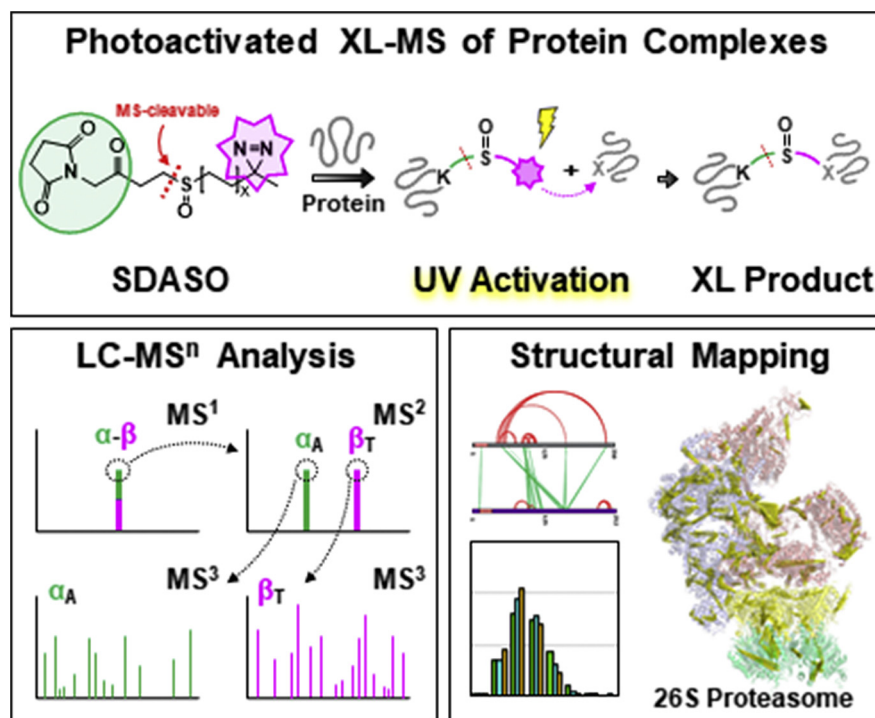 Photoactivated XL-MS of Protein Complexes
MS-cleavable
O
N=N
O
N
O
S
O
X
Protein
K
O
S
+
X
K
O
S
X
SDASO
UV Activation
XL Product
LC-MSⁿ Analysis
MS¹
α-β
MS²
αA
βT
MS³
αA
MS³
βT
Structural Mapping
26S Proteasome